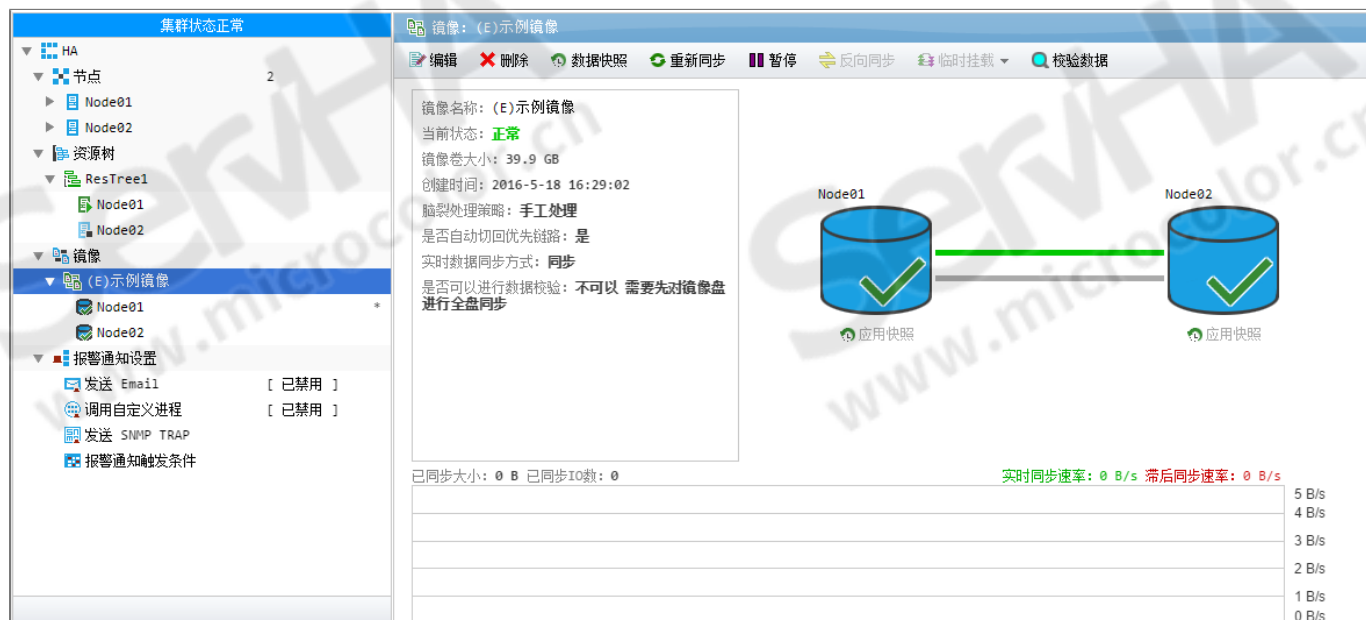 集群状态正常
HA
节点 2
Node01
Node02
资源树
ResTree1
Node01
Node02
镜像
(E)示例镜像
Node01 *
Node02
报警通知设置
发送 Email [ 已禁用 ]
调用自定义进程 [ 已禁用 ]
发送 SNMP TRAP
报警通知触发条件
镜像: (E)示例镜像
编辑 删除 数据快照 重新同步 暂停 反向同步 临时挂载 校验数据
镜像名称: (E)示例镜像
当前状态: 正常
镜像卷大小: 39.9 GB
创建时间: 2016-5-18 16:29:02
脑裂处理策略: 手工处理
是否自动切回优先链路: 是
实时数据同步方式: 同步
是否可以进行数据校验: 不可以 需要先对镜像盘
进行全盘同步
Node01 Node02
应用快照 应用快照
已同步大小: 0 B 已同步IO数: 0 实时同步速率: 0 B/s 滞后同步速率: 0 B/s
5 B/s
4 B/s
3 B/s
2 B/s
1 B/s
0 B/s
ServHA
www.microcolor.cn
ServHA
www.microcolor.cn